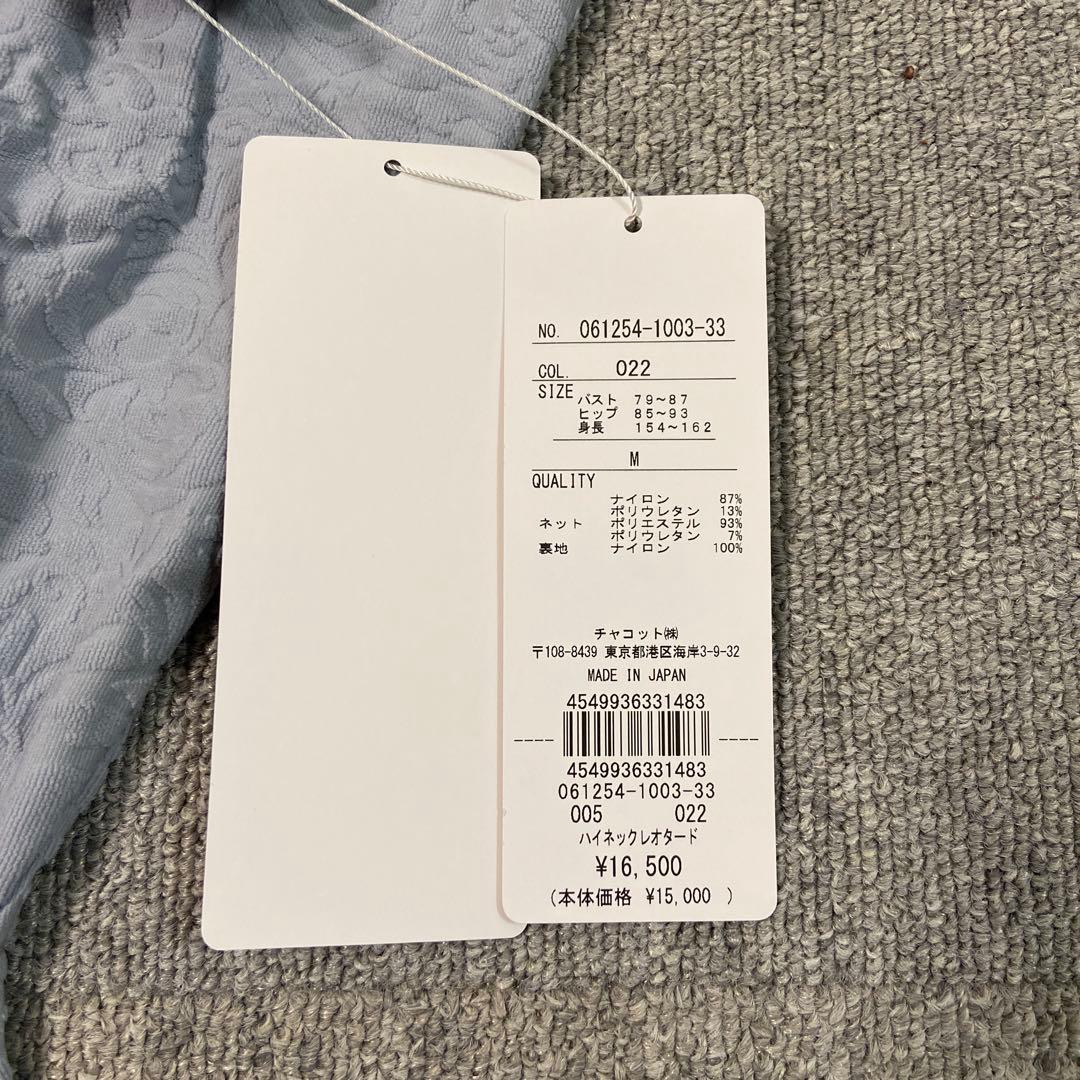 NO. 061254-1003-33
COL. 022
SIZE バスト 79～87
ヒップ 85～93
身長 154～162
M
QUALITY
ナイロン 87%
ポリウレタン 13%
ネット ポリエステル 93%
ポリウレタン 7%
裏地 ナイロン 100%
チャコット㈱
〒108-8439 東京都港区海岸3-9-32
MADE IN JAPAN
4549936331483
4549936331483
061254-1003-33
005 022
ハイネックレオタード
¥16,500
(本体価格 ¥15,000 )